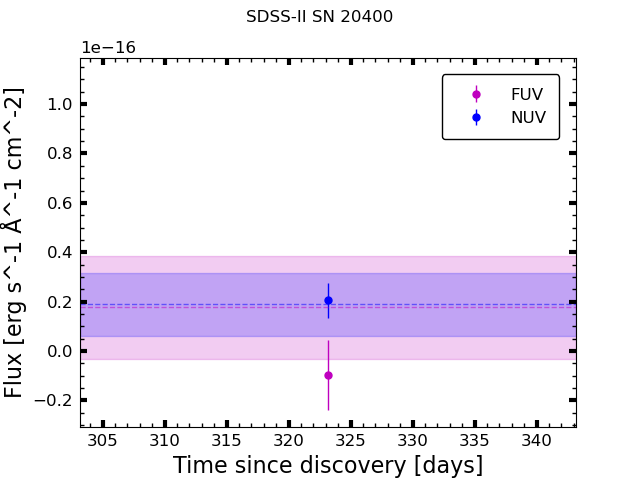 SDSS-II SN 20400
1e−16
FUV
NUV
1.0
0.8
0.6
0.4
0.2
0.0
−0.2
Flux [erg s^-1 Å^-1 cm^-2]
305 310 315 320 325 330 335 340
Time since discovery [days]